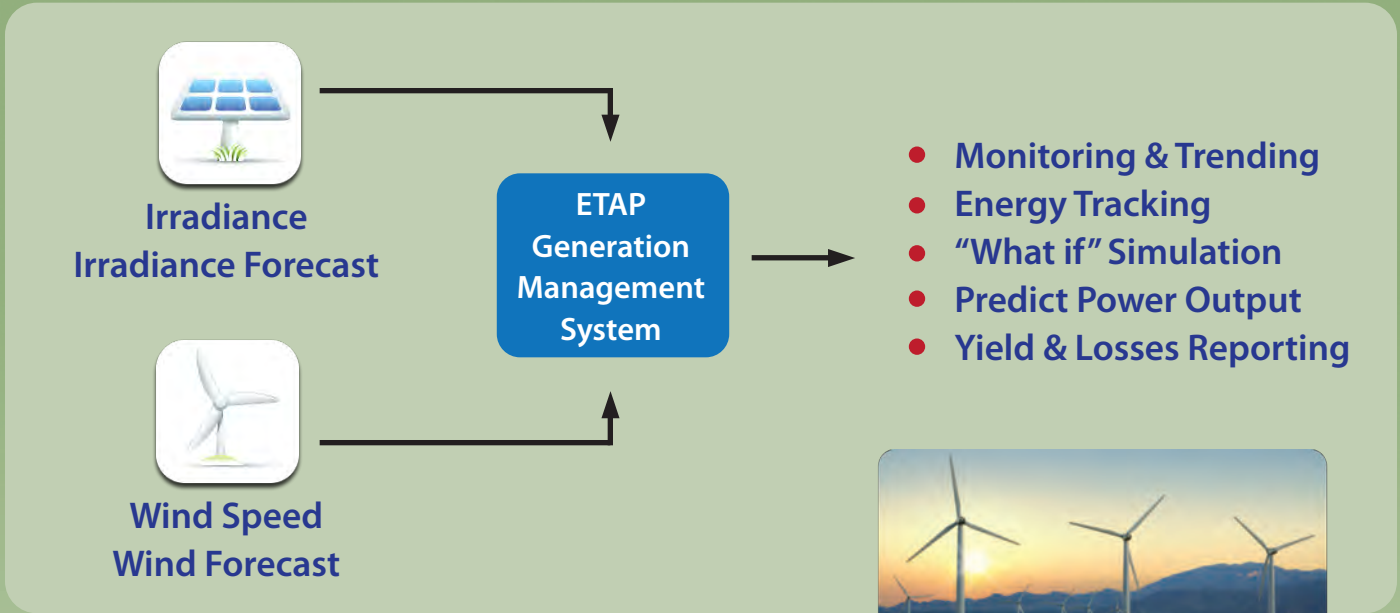 Irradiance
Irradiance Forecast
Wind Speed
Wind Forecast
ETAP
Generation
Management
System
Monitoring & Trending
Energy Tracking
“What if” Simulation
Predict Power Output
Yield & Losses Reporting